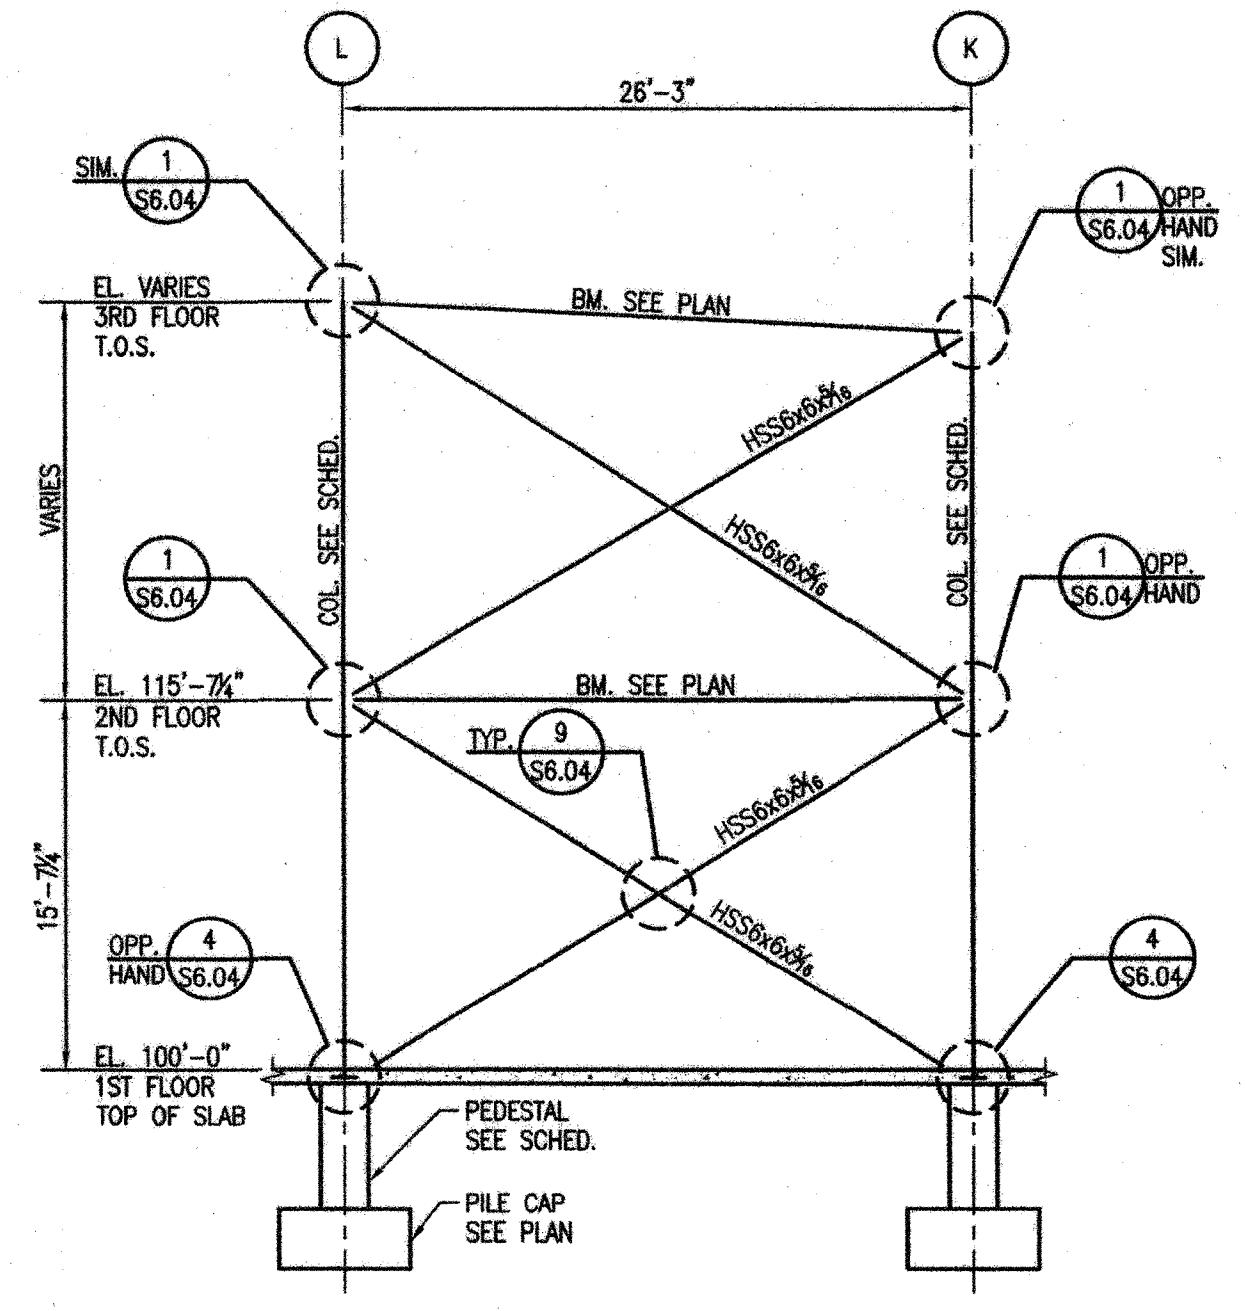 L
K
26'-3"
SIM.
1
S6.04
1
S6.04
OPP.
HAND
SIM.
EL. VARIES
3RD FLOOR
T.O.S.
BM. SEE PLAN
HSS6x6x5/16
VARIES
COL. SEE SCHED.
COL. SEE SCHED.
HSS6x6x5/16
1
S6.04
1
S6.04
OPP.
HAND
EL. 115'-7¼"
2ND FLOOR
T.O.S.
BM. SEE PLAN
TYP.
9
S6.04
HSS6x6x5/16
15'-7¼"
HSS6x6x5/16
OPP.
HAND
4
S6.04
4
S6.04
EL. 100'-0"
1ST FLOOR
TOP OF SLAB
PEDESTAL
SEE SCHED.
PILE CAP
SEE PLAN